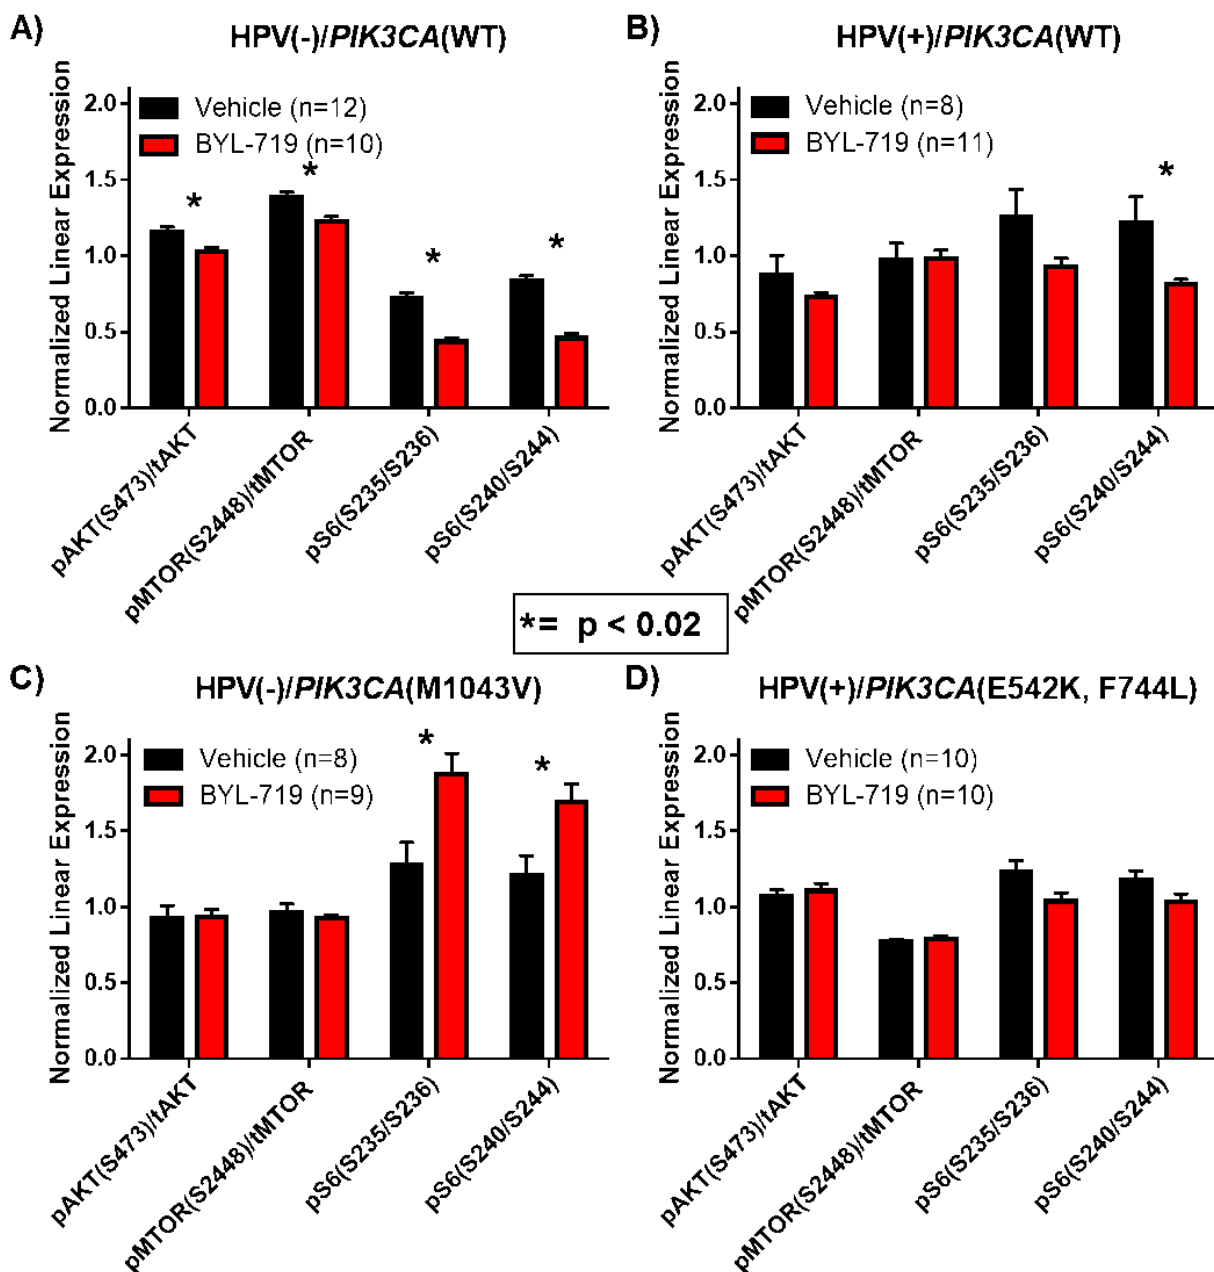 A)
HPV(-)/PIK3CA(WT)
Normalized Linear Expression
2.0
1.5
1.0
0.5
0.0
Vehicle (n=12)
BYL-719 (n=10)
*
*
*
*
pAKT(S473)/tAKT
pMTOR(S2448)/tMTOR
pS6(S235/S236)
pS6(S240/S244)
B)
HPV(+)/PIK3CA(WT)
Normalized Linear Expression
2.0
1.5
1.0
0.5
0.0
Vehicle (n=8)
BYL-719 (n=11)
*
pAKT(S473)/tAKT
pMTOR(S2448)/tMTOR
pS6(S235/S236)
pS6(S240/S244)
*= p < 0.02
C)
HPV(-)/PIK3CA(M1043V)
Normalized Linear Expression
2.0
1.5
1.0
0.5
0.0
Vehicle (n=8)
BYL-719 (n=9)
*
*
pAKT(S473)/tAKT
pMTOR(S2448)/tMTOR
pS6(S235/S236)
pS6(S240/S244)
D)
HPV(+)/PIK3CA(E542K, F744L)
Normalized Linear Expression
2.0
1.5
1.0
0.5
0.0
Vehicle (n=10)
BYL-719 (n=10)
pAKT(S473)/tAKT
pMTOR(S2448)/tMTOR
pS6(S235/S236)
pS6(S240/S244)